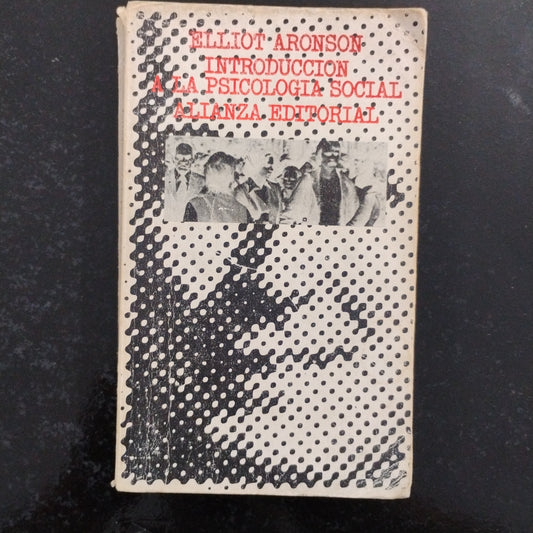 ELLIOT ARONSON
INTRODUCCION
A LA PSICOLOGIA SOCIAL
ALIANZA EDITORIAL